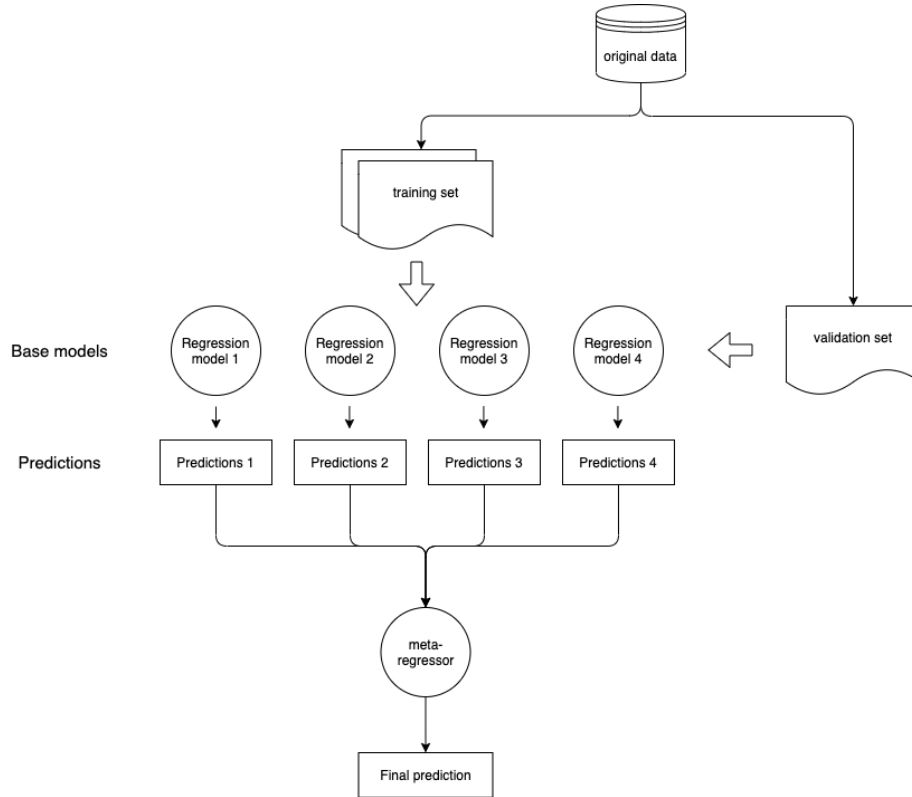 original data
training set
Base models
Regression
model 1
Regression
model 2
Regression
model 3
Regression
model 4
validation set
Predictions
Predictions 1
Predictions 2
Predictions 3
Predictions 4
meta-
regressor
Final prediction